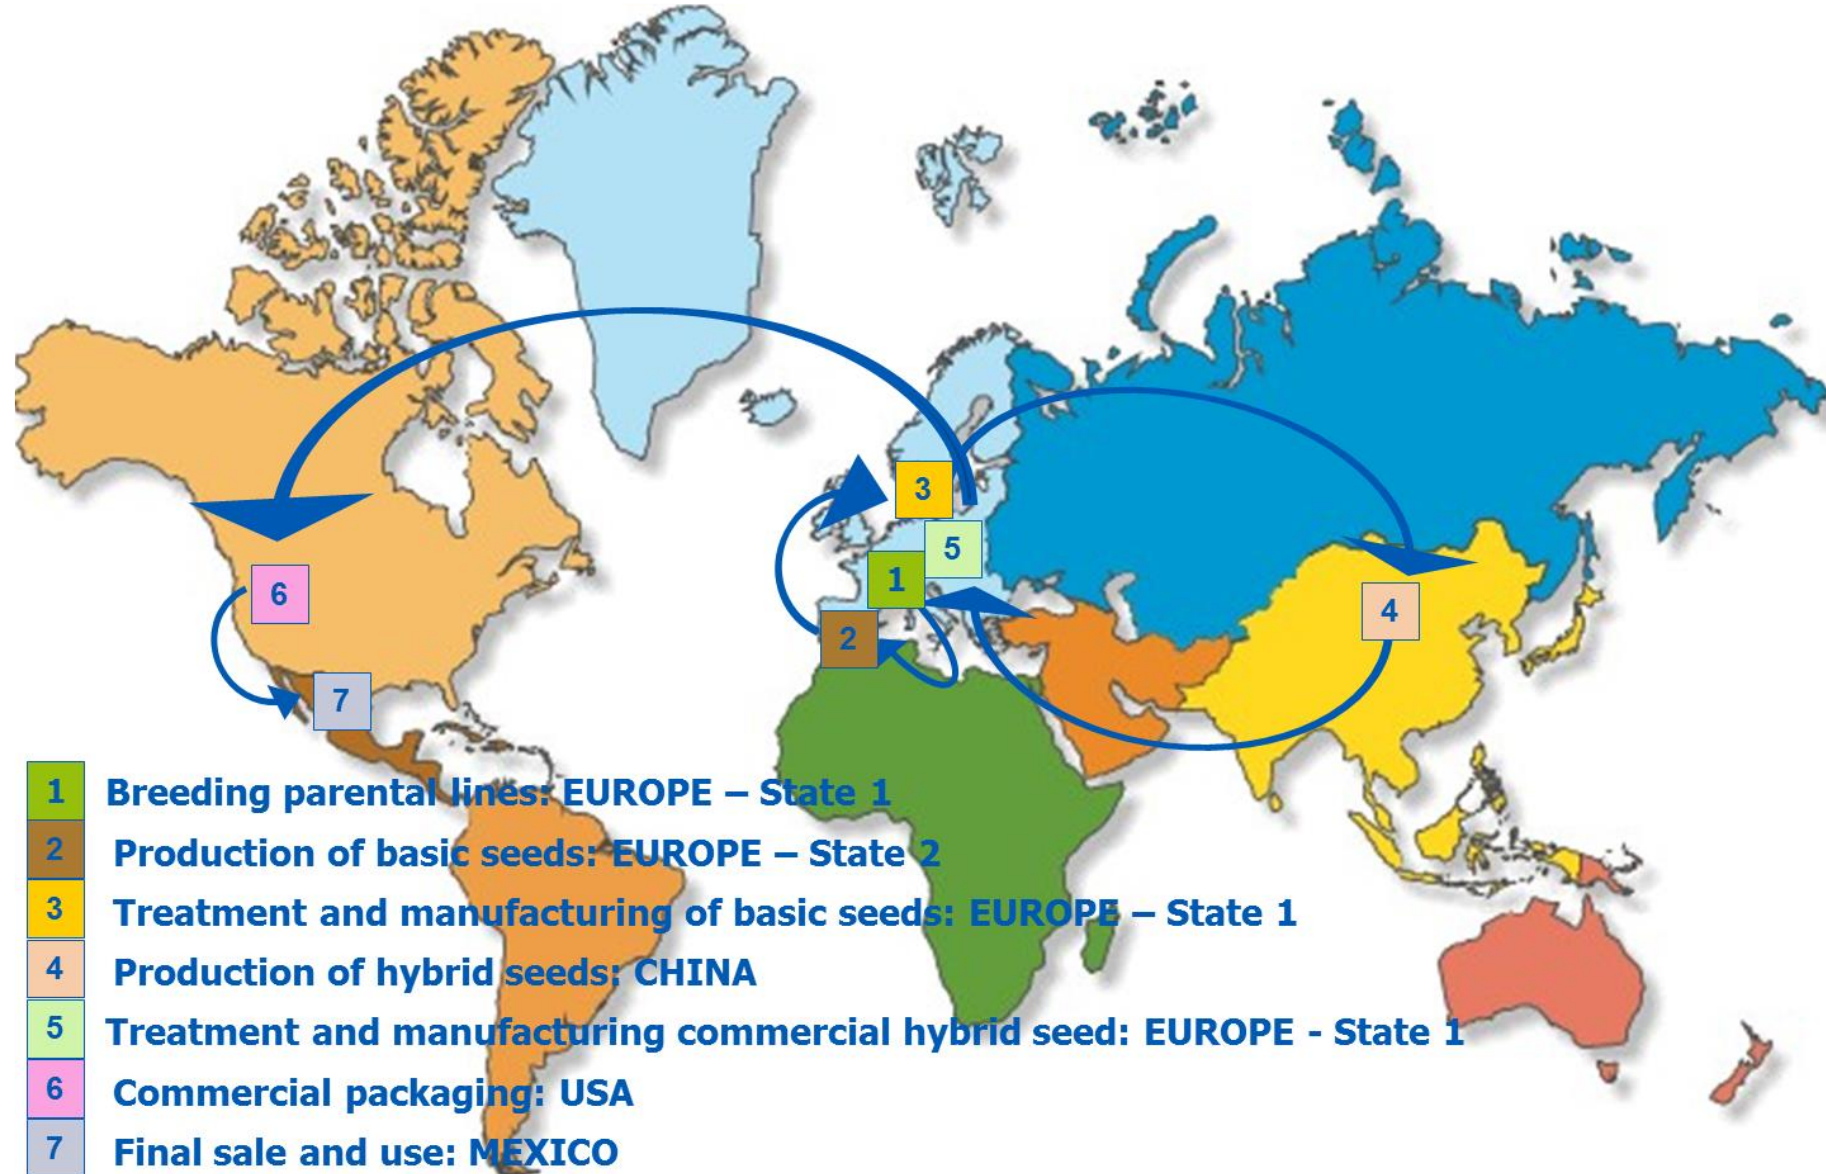 3
5
1
6
4
2
7
1 Breeding parental lines: EUROPE – State 1
2 Production of basic seeds: EUROPE – State 2
3 Treatment and manufacturing of basic seeds: EUROPE – State 1
4 Production of hybrid seeds: CHINA
5 Treatment and manufacturing commercial hybrid seed: EUROPE - State 1
6 Commercial packaging: USA
7 Final sale and use: MEXICO